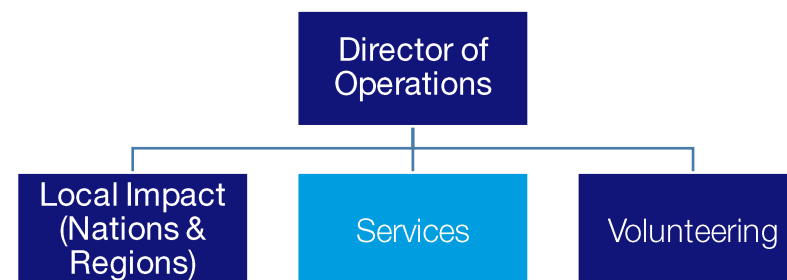 Director of
Operations
Local Impact
(Nations &
Regions)
Services
Volunteering